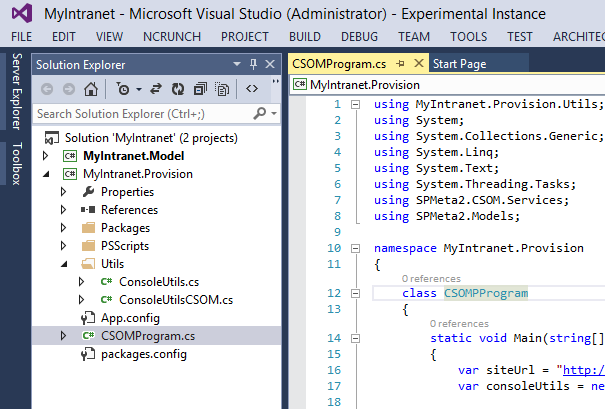 MyIntranet - Microsoft Visual Studio (Administrator) - Experimental Instance
FILE EDIT VIEW NCRUNCH PROJECT BUILD DEBUG TEAM TOOLS TEST ARCHITE
Server Explorer
Toolbox
Solution Explorer
Search Solution Explorer (Ctrl+;)
Solution 'MyIntranet' (2 projects)
C# MyIntranet.Model
C# MyIntranet.Provision
Properties
References
Packages
PSScripts
Utils
C# ConsoleUtils.cs
C# ConsoleUtilsCSOM.cs
App.config
C# CSOMProgram.cs
packages.config
CSOMProgram.cs Start Page
C# MyIntranet.Provision
1 using MyIntranet.Provision.Utils;
2 using System;
3 using System.Collections.Generic;
4 using System.Linq;
5 using System.Text;
6 using System.Threading.Tasks;
7 using SPMeta2.CSOM.Services;
8 using SPMeta2.Models;
9
10 namespace MyIntranet.Provision
11 {
0 references
12 class CSOMPProgram
13 {
0 references
14 static void Main(string[]
15 {
16 var siteUrl = "http:/
17 var consoleUtils = ne
18